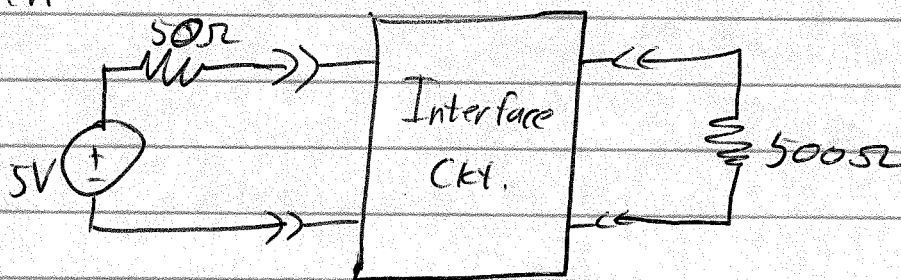 50Ω
Interface
Ckt.
5V
500Ω